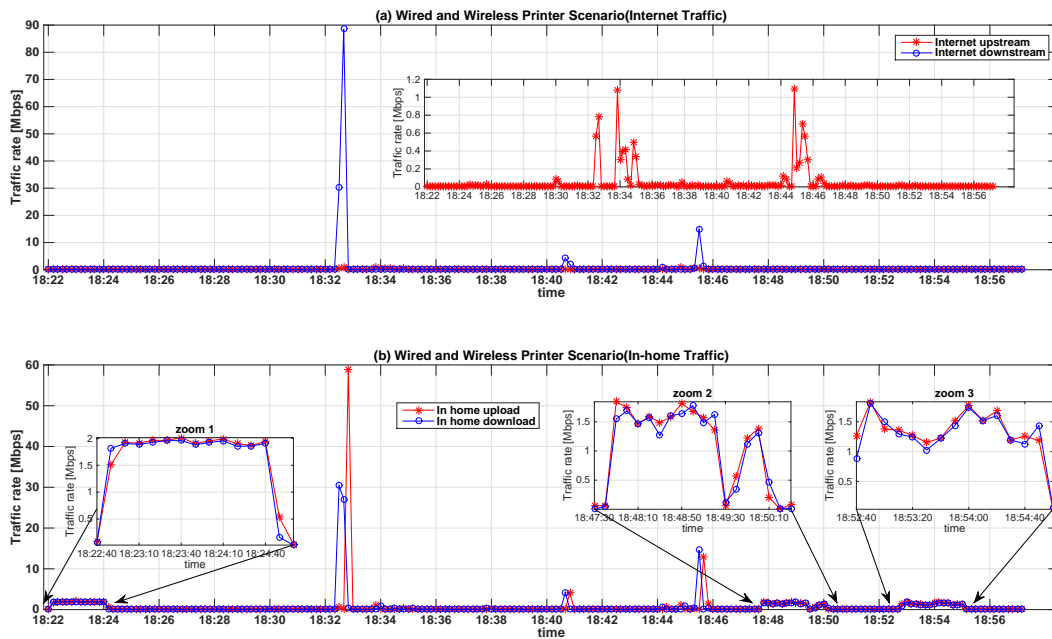 (a) Wired and Wireless Printer Scenario(Internet Traffic)
Traffic rate [Mbps]
90
80
70
60
50
40
30
20
10
0
Internet upstream
Internet downstream
Traffic rate [Mbps]
1.2
1
0.8
0.6
0.4
0.2
0
18:22 18:24 18:26 18:28 18:30 18:32 18:34 18:36 18:38 18:40 18:42 18:44 18:46 18:48 18:50 18:52 18:54 18:56
18:22 18:24 18:26 18:28 18:30 18:32 18:34 18:36 18:38 18:40 18:42 18:44 18:46 18:48 18:50 18:52 18:54 18:56
time
(b) Wired and Wireless Printer Scenario(In-home Traffic)
Traffic rate [Mbps]
60
50
40
30
20
10
0
In home upload
In home download
zoom 1
Traffic rate [Mbps]
2
1.5
1
0.5
18:22:40 18:23:10 18:23:40 18:24:10 18:24:40
time
zoom 2
Traffic rate [Mbps]
1.5
1
0.5
18:47:30 18:48:10 18:48:50 18:49:30 18:50:10
time
zoom 3
Traffic rate [Mbps]
1.5
1
0.5
18:52:40 18:53:20 18:54:00 18:54:40
time
18:22 18:24 18:26 18:28 18:30 18:32 18:34 18:36 18:38 18:40 18:42 18:44 18:46 18:48 18:50 18:52 18:54 18:56